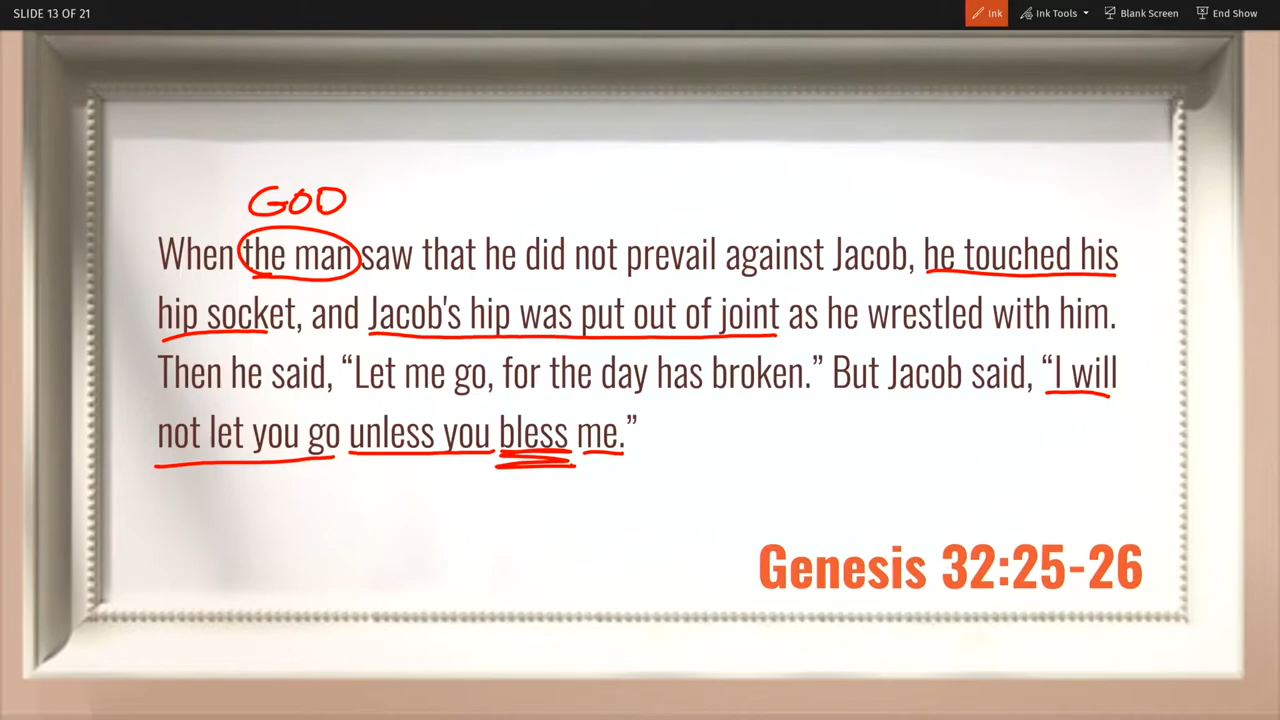 SLIDE 13 OF 21
Ink
Ink Tools
Blank Screen
End Show
GOD
When the man saw that he did not prevail against Jacob, he touched his
hip socket, and Jacob's hip was put out of joint as he wrestled with him.
Then he said, “Let me go, for the day has broken.” But Jacob said, “I will
not let you go unless you bless me.”
Genesis 32:25-26